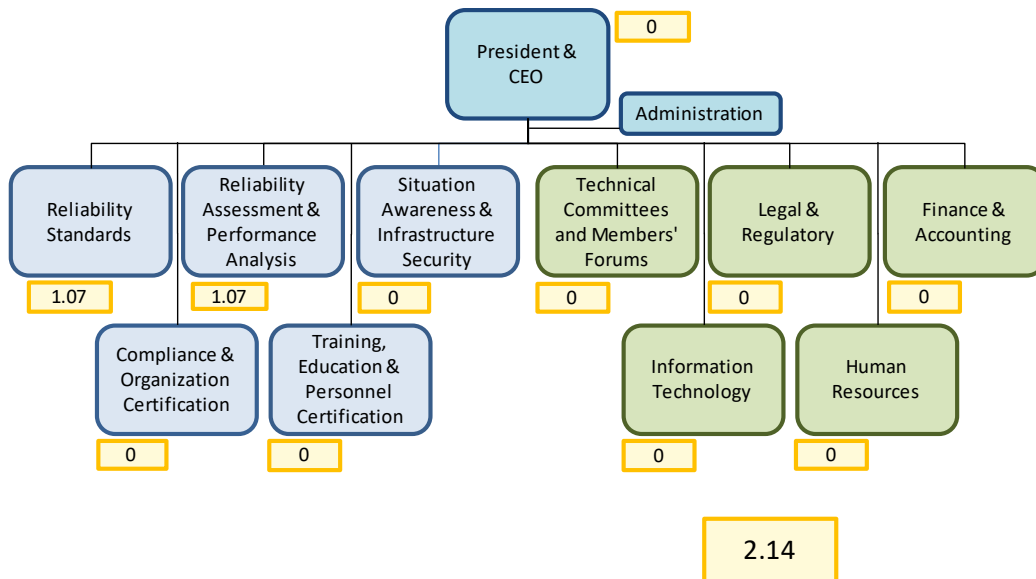 President &
CEO
0
Administration
Reliability
Standards
1.07
Reliability
Assessment &
Performance
Analysis
1.07
Situation
Awareness &
Infrastructure
Security
0
Technical
Committees
and Members'
Forums
0
Legal &
Regulatory
0
Finance &
Accounting
0
Compliance &
Organization
Certification
0
Training,
Education &
Personnel
Certification
0
Information
Technology
0
Human
Resources
0
2.14